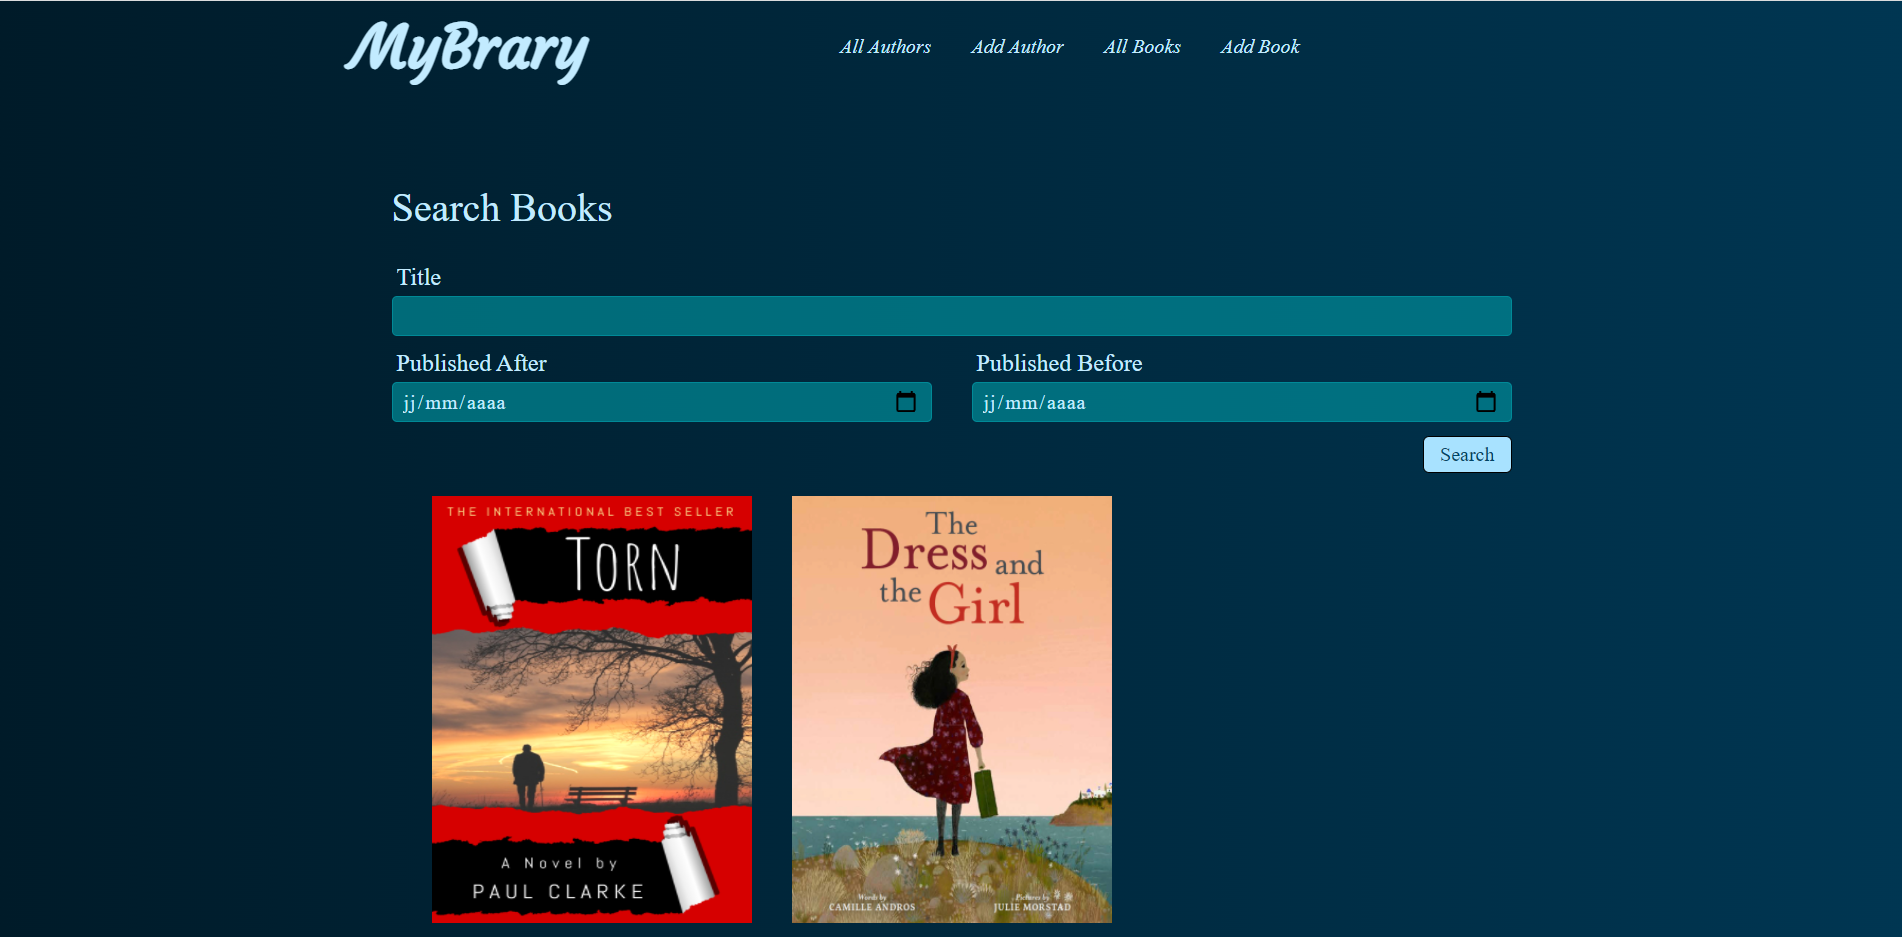 MyBrary
All Authors
Add Author
All Books
Add Book
Search Books
Title
Published After
Published Before
jj/mm/aaaa
jj/mm/aaaa
Search
THE INTERNATIONAL BEST SELLER
TORN
A Novel by
PAUL CLARKE
The
Dress and
the Girl
Words by
CAMILLE ANDROS
Pictures by
JULIE MORSTAD